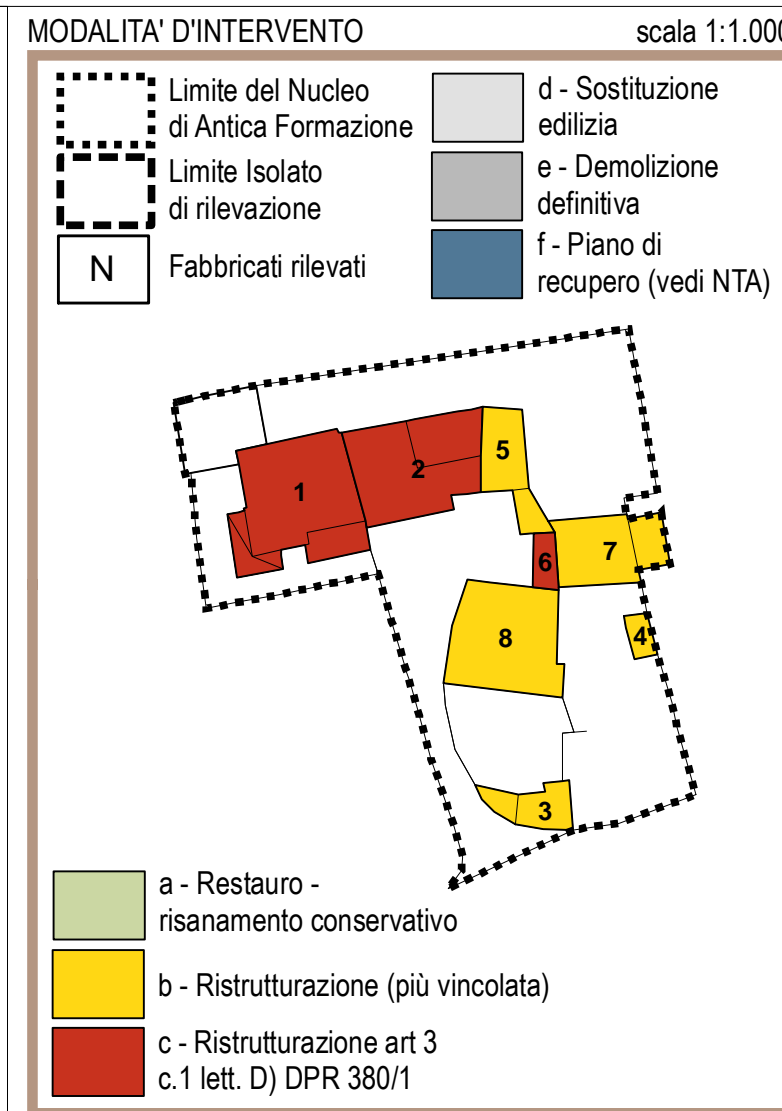 MODALITA' D'INTERVENTO
scala 1:1.000
Limite del Nucleo
di Antica Formazione
Limite Isolato
di rilevazione
N
Fabbricati rilevati
d - Sostituzione
edilizia
e - Demolizione
definitiva
f - Piano di
recupero (vedi NTA)
5
2
1
7
6
8
4
3
a - Restauro -
risanamento conservativo
b - Ristrutturazione (più vincolata)
c - Ristrutturazione art 3
c.1 lett. D) DPR 380/1